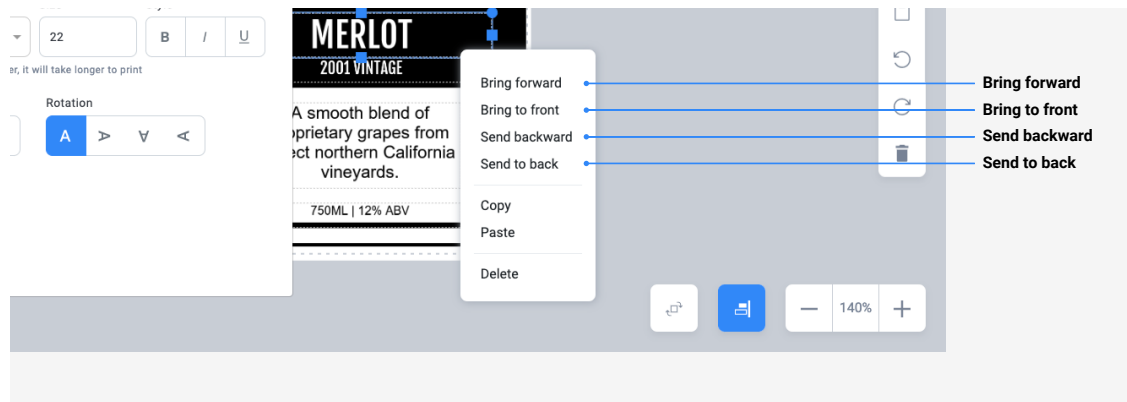 22
B I U
er, it will take longer to print
Rotation
A A A A
MERLOT
2001 VINTAGE
A smooth blend of
oprietary grapes from
ect northern California
vineyards.
750ML | 12% ABV
Bring forward
Bring to front
Send backward
Send to back
Copy
Paste
Delete
140%
Bring forward
Bring to front
Send backward
Send to back